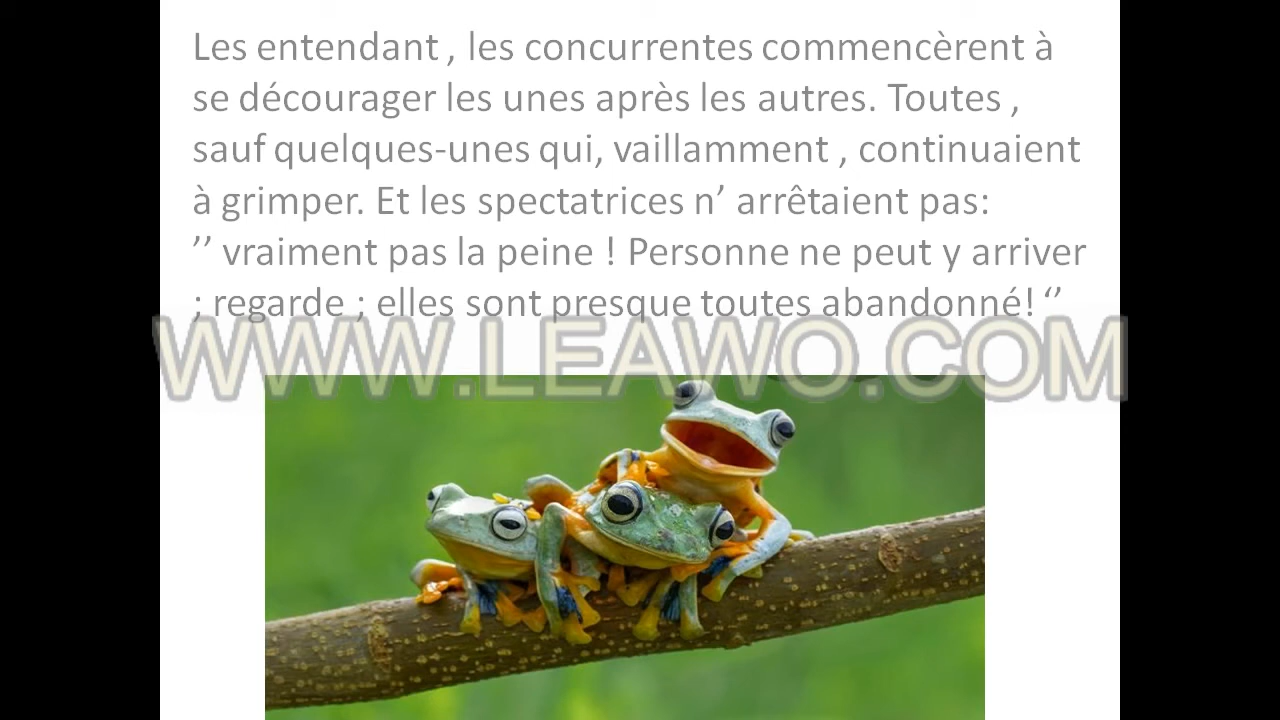 Les entendant , les concurrentes commencèrent à
se décourager les unes après les autres. Toutes ,
sauf quelques-unes qui, vaillamment , continuaient
à grimper. Et les spectatrices n’ arrêtaient pas:
’’ vraiment pas la peine ! Personne ne peut y arriver
; regarde ; elles sont presque toutes abandonné! ‘’
WWW.LEAWO.COM